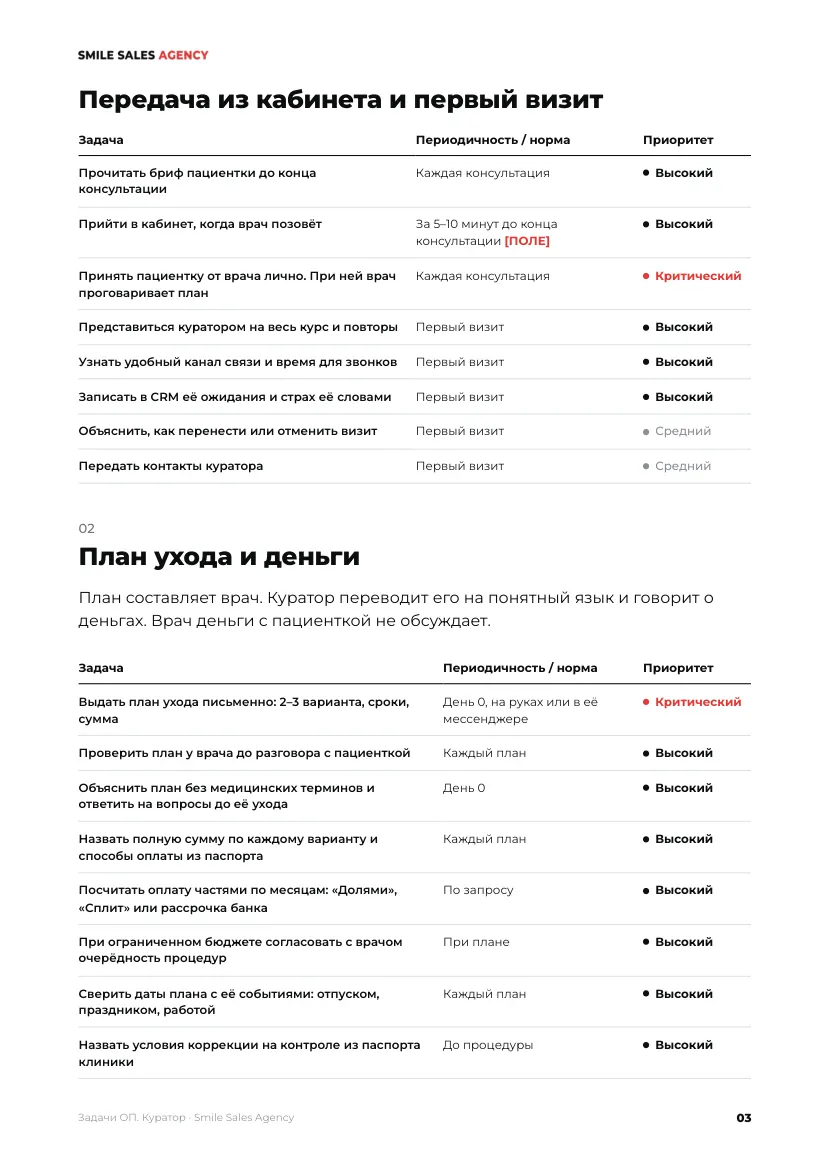 SMILE SALES AGENCY
Передача из кабинета и первый визит
Задача Периодичность / норма Приоритет
Прочитать бриф пациентки до конца Каждая консультация Высокий
консультации
Прийти в кабинет, когда врач позовёт За 5–10 минут до конца Высокий
консультации [ПОЛЕ]
Принять пациентку от врача лично. При ней врач Каждая консультация Критический
проговаривает план
Представиться куратором на весь курс и повторы Первый визит Высокий
Узнать удобный канал связи и время для звонков Первый визит Высокий
Записать в CRM её ожидания и страх её словами Первый визит Высокий
Объяснить, как перенести или отменить визит Первый визит Средний
Передать контакты куратора Первый визит Средний
02
План ухода и деньги
План составляет врач. Куратор переводит его на понятный язык и говорит о
деньгах. Врач деньги с пациенткой не обсуждает.
Задача Периодичность / норма Приоритет
Выдать план ухода письменно: 2–3 варианта, сроки, День 0, на руках или в её Критический
сумма мессенджере
Проверить план у врача до разговора с пациенткой Каждый план Высокий
Объяснить план без медицинских терминов и День 0 Высокий
ответить на вопросы до её ухода
Назвать полную сумму по каждому варианту и Каждый план Высокий
способы оплаты из паспорта
Посчитать оплату частями по месяцам: «Долями», По запросу Высокий
«Сплит» или рассрочка банка
При ограниченном бюджете согласовать с врачом При плане Высокий
очерёдность процедур
Сверить даты плана с её событиями: отпуском, Каждый план Высокий
праздником, работой
Назвать условия коррекции на контроле из паспорта До процедуры Высокий
клиники
Задачи ОП. Куратор · Smile Sales Agency 03